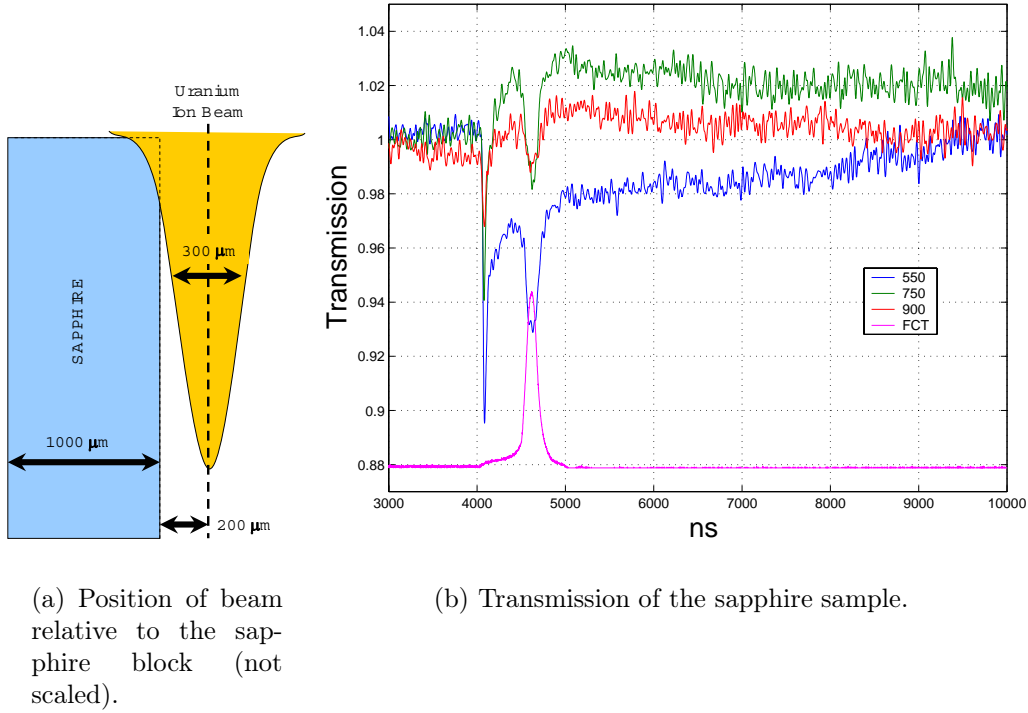 Uranium
Ion Beam
300 μm
SAPPHIRE
1000 μm
200 μm
(a) Position of beam
relative to the sap-
phire block (not
scaled).
Transmission
1.04
1.02
1
0.98
0.96
0.94
0.92
0.9
0.88
3000 4000 5000 6000 7000 8000 9000 10000
ns
550
750
900
FCT
(b) Transmission of the sapphire sample.